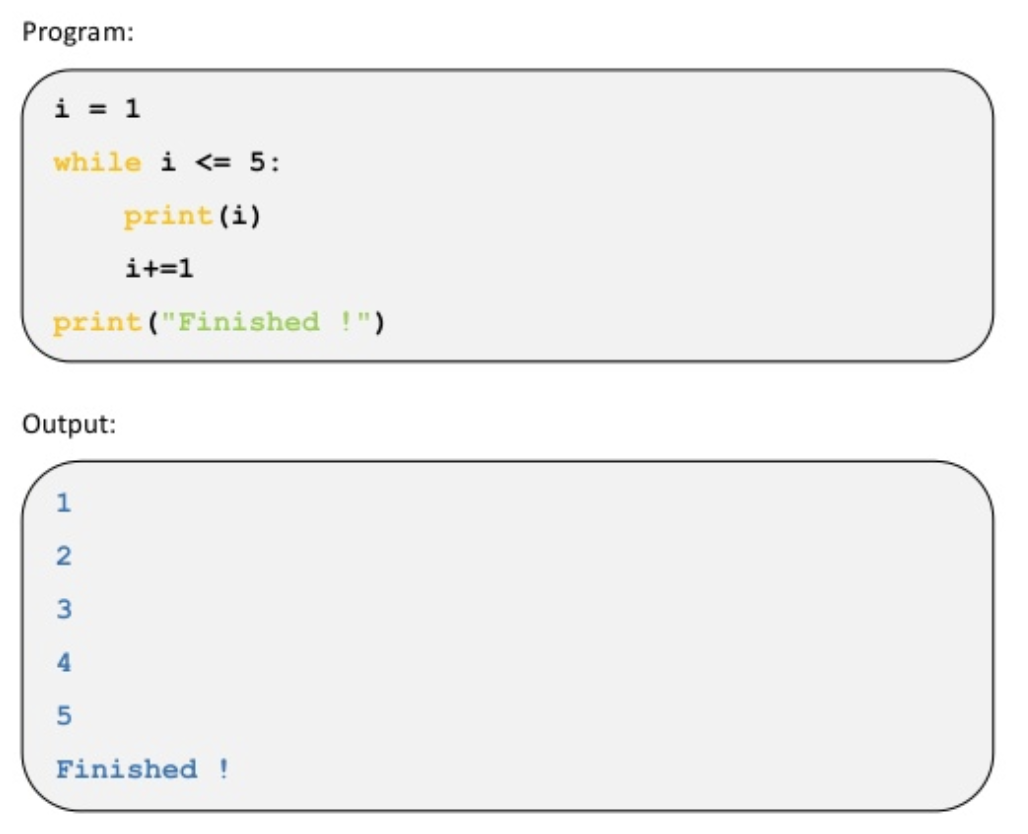 Program:
i = 1
while i <= 5:
    print(i)
    i+=1
print("Finished !")
Output:
1
2
3
4
5
Finished !